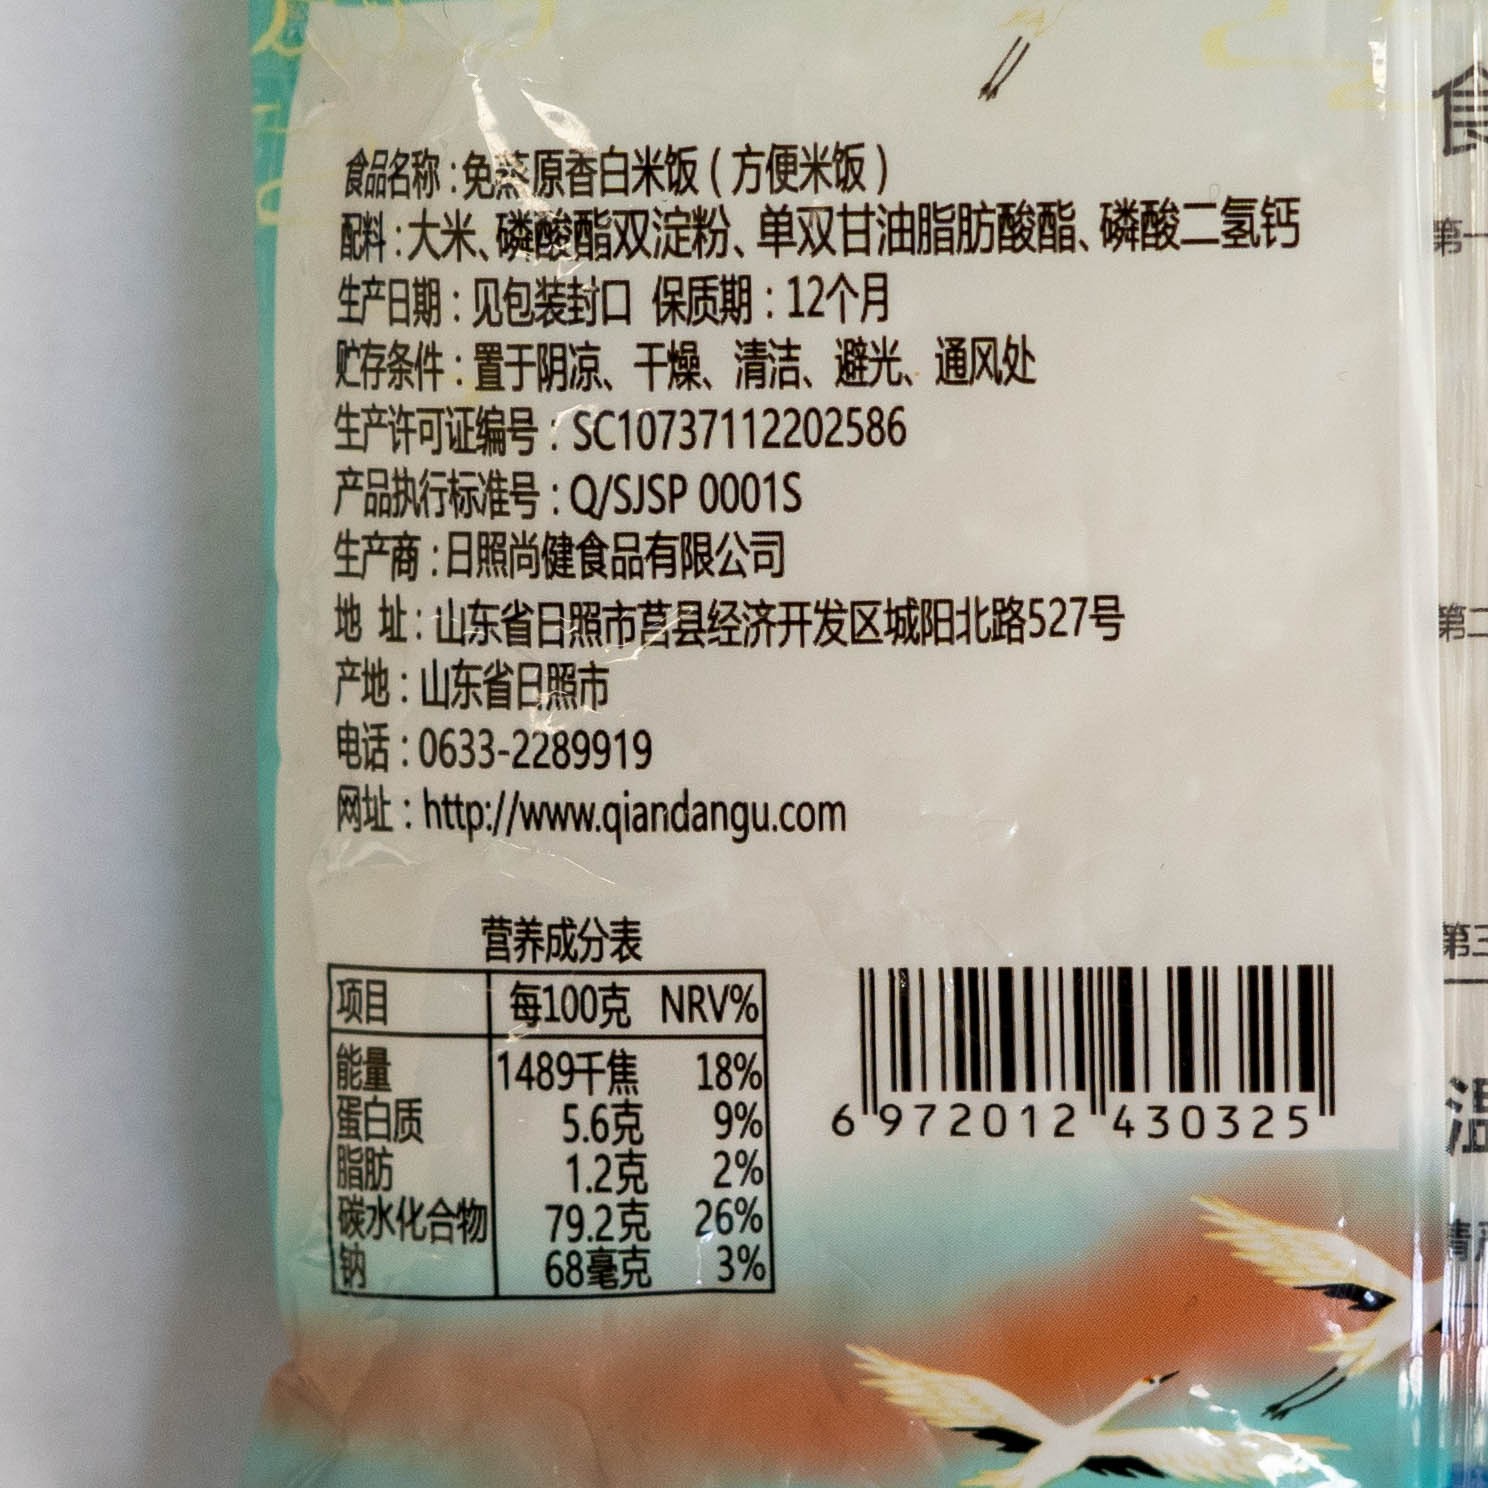 食品名称:免蒸原香白米饭(方便米饭)
配料:大米、磷酸酯双淀粉、单双甘油脂肪酸酯、磷酸二氢钙
生产日期:见包装封口 保质期:12个月
贮存条件:置于阴凉、干燥、清洁、避光、通风处
生产许可证编号:SC10737112202586
产品执行标准号:Q/SJSP 0001S
生产商:日照尚健食品有限公司
地 址:山东省日照市莒县经济开发区城阳北路527号
产地:山东省日照市
电话:0633-2289919
网址:http://www.qiandangu.com
营养成分表
项目 每100克 NRV%
能量 1489千焦 18%
蛋白质 5.6克 9%
脂肪 1.2克 2%
碳水化合物 79.2克 26%
钠 68毫克 3%
6 972012 430325
食
第一
第二
第三